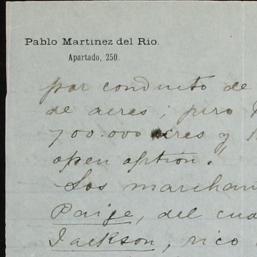 Pablo Martinez del Rio.
Apartado, 250.
por conducto de
de acres; pero
700.000 acres y
open option."
Los marchan
Paige, del cua
Jackson, rico